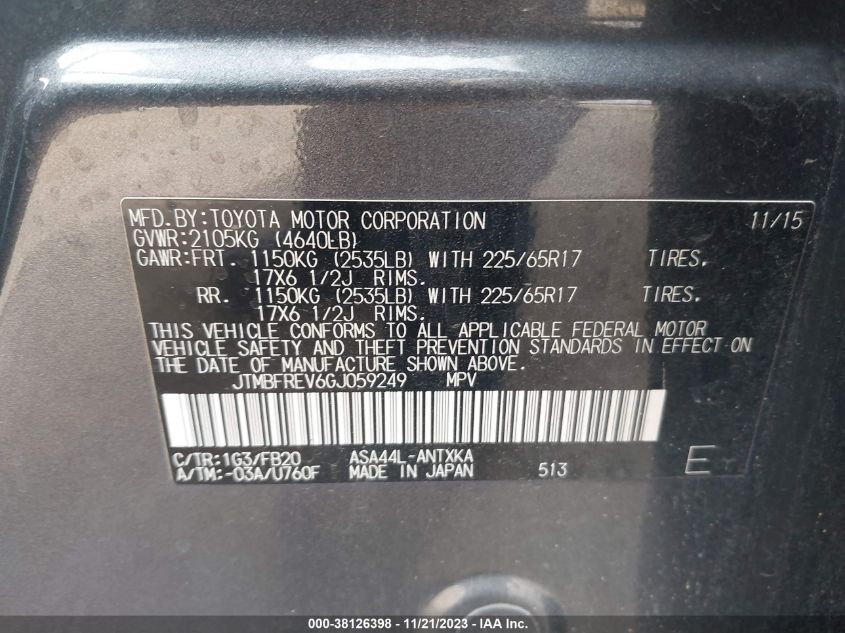 MFD.BY:TOYOTA MOTOR CORPORATION 11/15
GVWR:2105KG (4640LB)
GAWR:FRT. 1150KG (2535LB) WITH 225/65R17 TIRES.
17X6 1/2J RIMS.
RR. 1150KG (2535LB) WITH 225/65R17 TIRES.
17X6 1/2J RIMS.
THIS VEHICLE CONFORMS TO ALL APPLICABLE FEDERAL MOTOR
VEHICLE SAFETY AND THEFT PREVENTION STANDARDS IN EFFECT ON
THE DATE OF MANUFACTURE SHOWN ABOVE.
JTMBFREV6GJ059249 MPV
C/TR:1G3/FB20 ASA44L-ANTXKA
A/TM:-03A/U760F MADE IN JAPAN 513 E
000-38126398 - 11/21/2023 - IAA Inc.